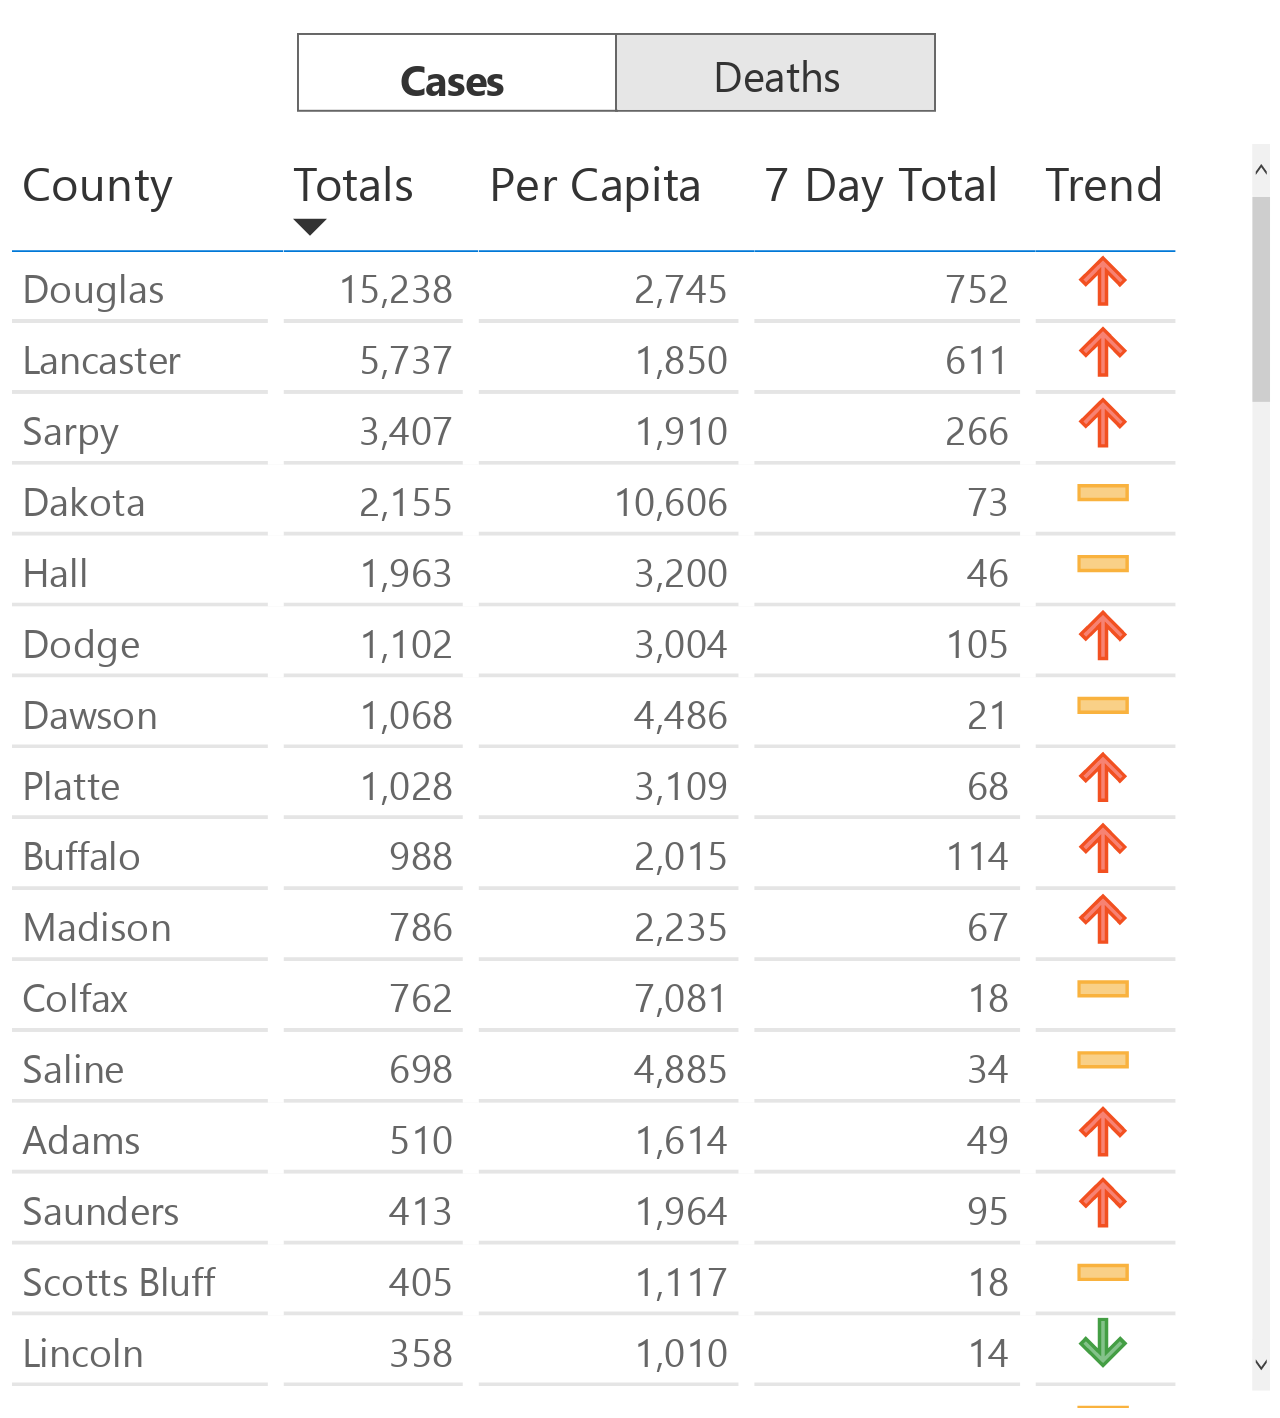 Cases Deaths
County Totals Per Capita 7 Day Total Trend
Douglas 15,238 2,745 752
Lancaster 5,737 1,850 611
Sarpy 3,407 1,910 266
Dakota 2,155 10,606 73
Hall 1,963 3,200 46
Dodge 1,102 3,004 105
Dawson 1,068 4,486 21
Platte 1,028 3,109 68
Buffalo 988 2,015 114
Madison 786 2,235 67
Colfax 762 7,081 18
Saline 698 4,885 34
Adams 510 1,614 49
Saunders 413 1,964 95
Scotts Bluff 405 1,117 18
Lincoln 358 1,010 14